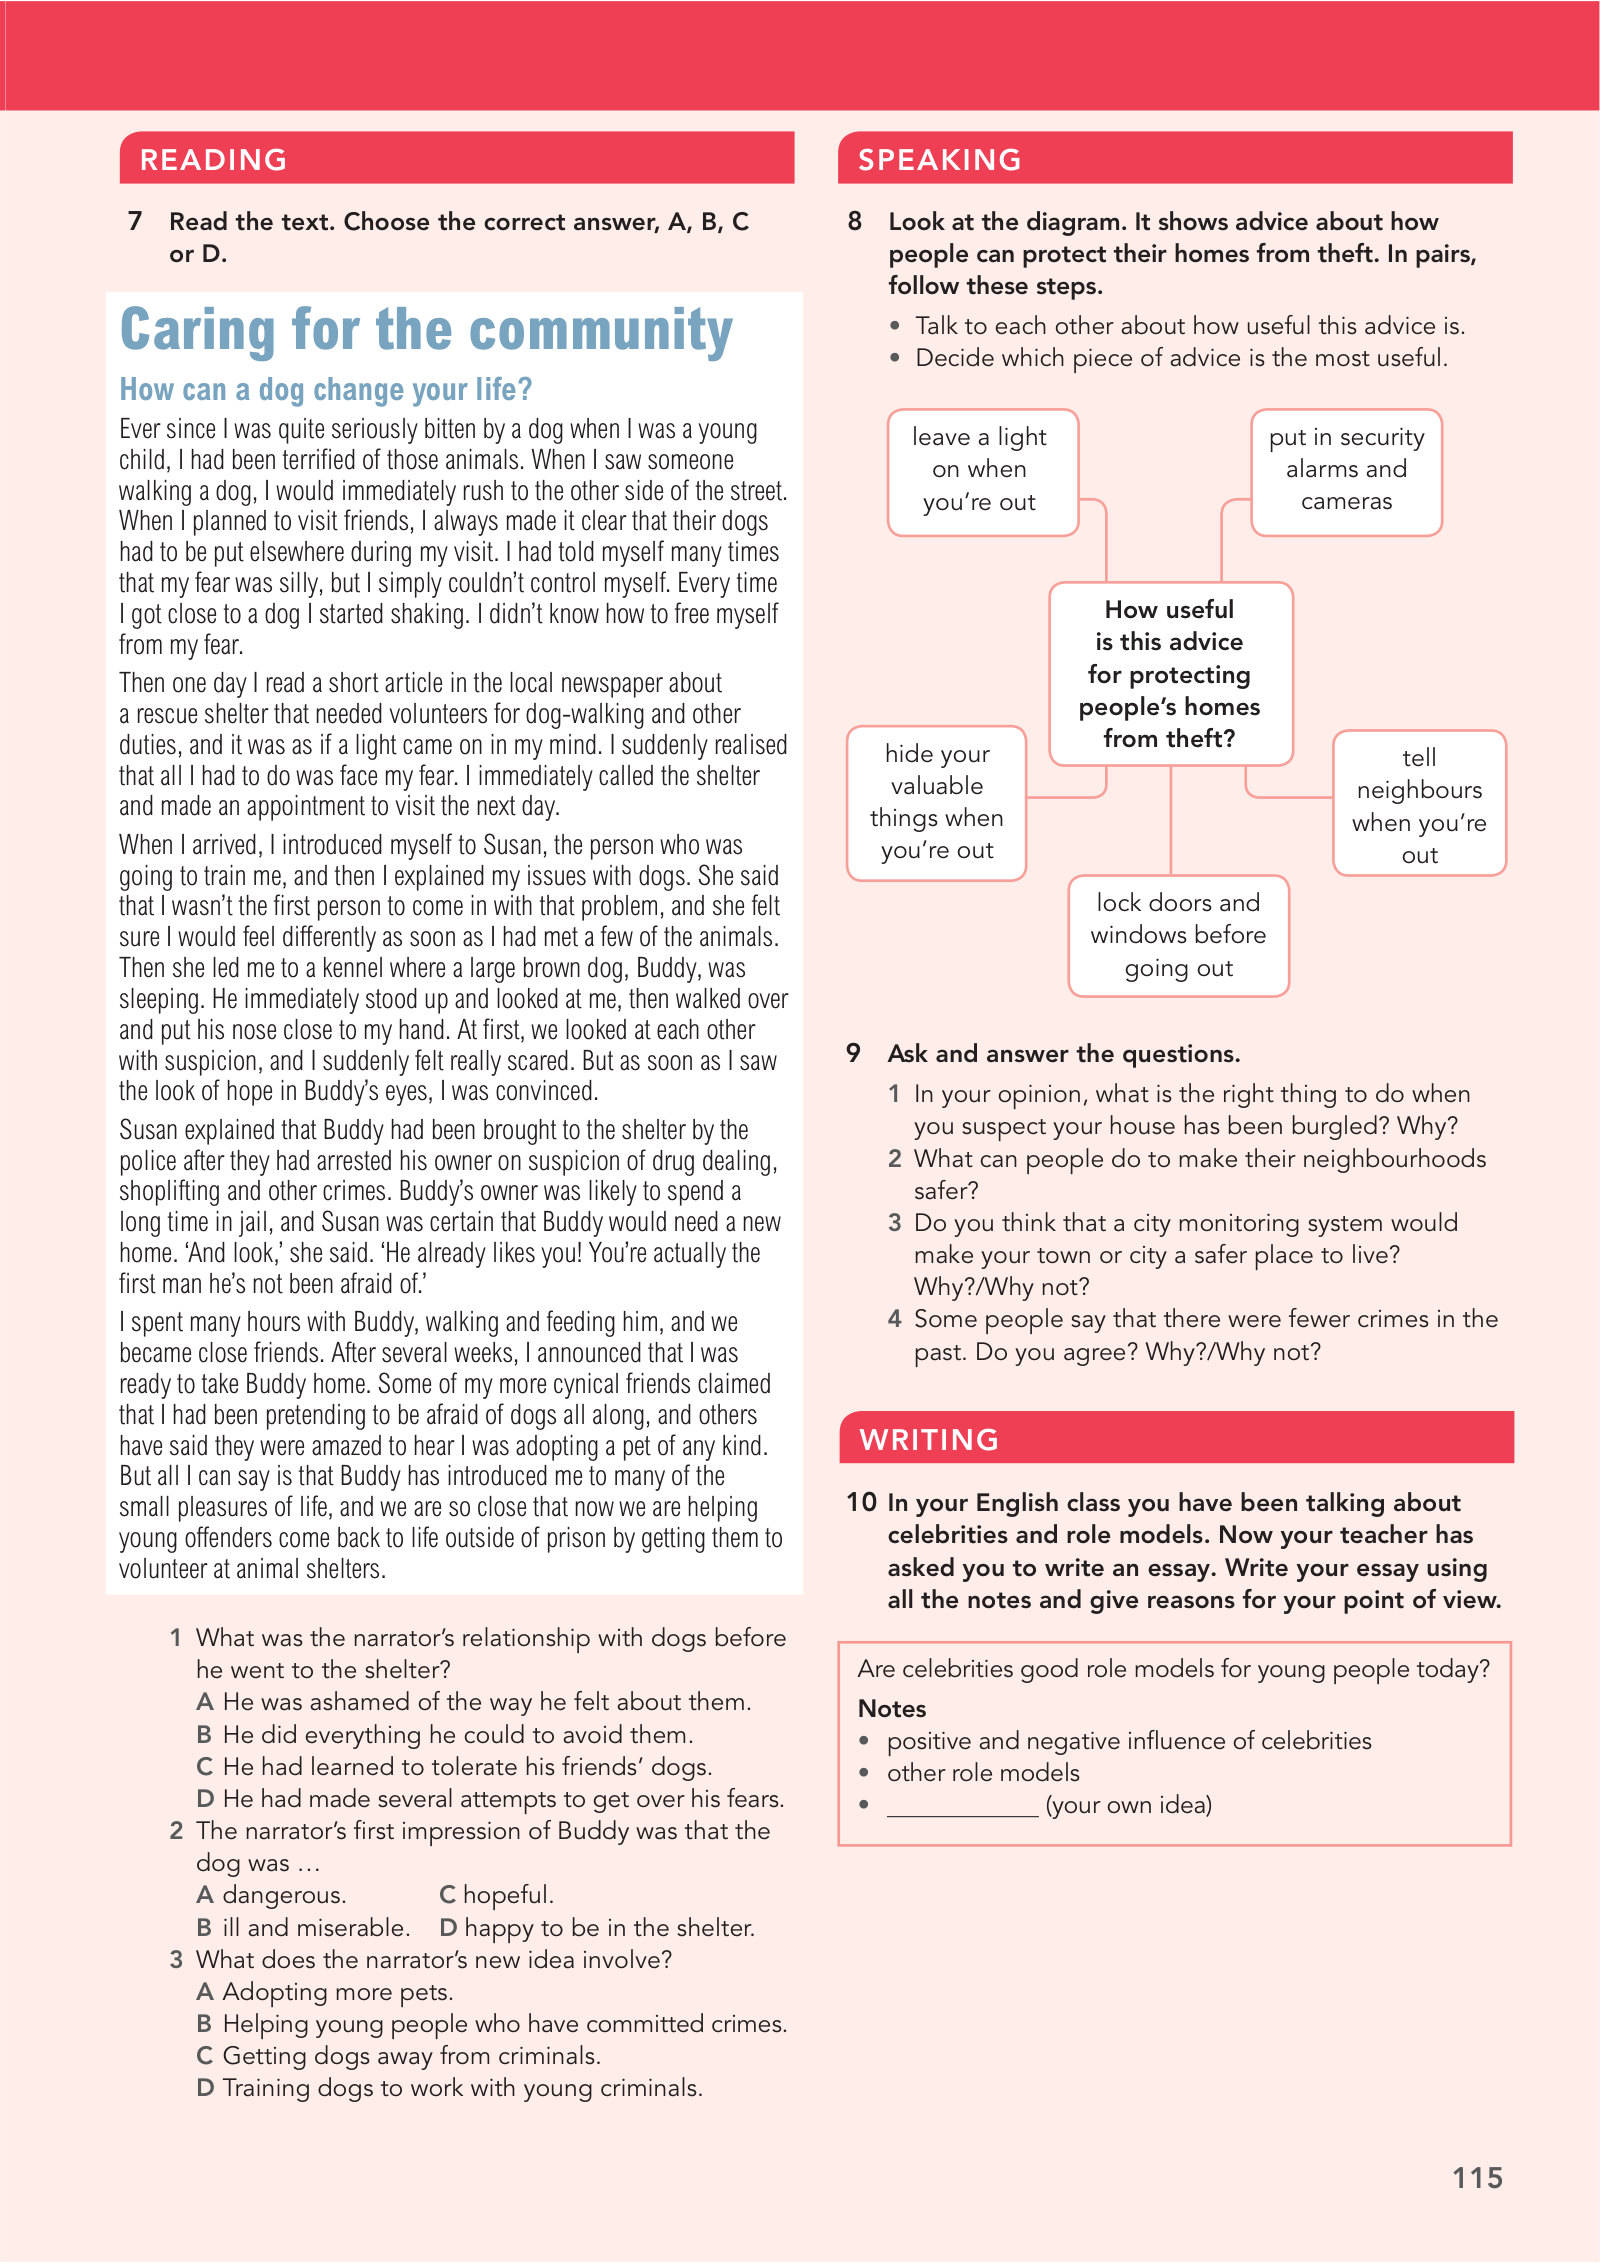 READING
7 Read the text. Choose the correct answer, A, B, C
or D.
Caring for the community
How can a dog change your life?
Ever since I was quite seriously bitten by a dog when I was a young
child, I had been terrified of those animals. When I saw someone
walking a dog, I would immediately rush to the other side of the street.
When I planned to visit friends, I always made it clear that their dogs
had to be put elsewhere during my visit. I had told myself many times
that my fear was silly, but I simply couldn't control myself. Every time
I got close to a dog I started shaking. I didn't know how to free myself
from my fear.
Then one day I read a short article in the local newspaper about
a rescue shelter that needed volunteers for dog-walking and other
duties, and it was as if a light came on in my mind. I suddenly realised
that all I had to do was face my fear. I immediately called the shelter
and made an appointment to visit the next day.
When I arrived, I introduced myself to Susan, the person who was
going to train me, and then I explained my issues with dogs. She said
that I wasn't the first person to come in with that problem, and she felt
sure I would feel differently as soon as I had met a few of the animals.
Then she led me to a kennel where a large brown dog, Buddy, was
sleeping. He immediately stood up and looked at me, then walked over
and put his nose close to my hand. At first, we looked at each other
with suspicion, and I suddenly felt really scared. But as soon as I saw
the look of hope in Buddy's eyes, I was convinced.
Susan explained that Buddy had been brought to the shelter by the
police after they had arrested his owner on suspicion of drug dealing,
shoplifting and other crimes. Buddy's owner was likely to spend a
long time in jail, and Susan was certain that Buddy would need a new
home. 'And look,' she said. 'He already likes you! You're actually the
first man he's not been afraid of.'
I spent many hours with Buddy, walking and feeding him, and we
became close friends. After several weeks, I announced that I was
ready to take Buddy home. Some of my more cynical friends claimed
that I had been pretending to be afraid of dogs all along, and others
have said they were amazed to hear I was adopting a pet of any kind.
But all I can say is that Buddy has introduced me to many of the
small pleasures of life, and we are so close that now we are helping
young offenders come back to life outside of prison by getting them to
volunteer at animal shelters.
1 What was the narrator's relationship with dogs before
he went to the shelter?
A He was ashamed of the way he felt about them.
B He did everything he could to avoid them.
C He had learned to tolerate his friends' dogs.
D He had made several attempts to get over his fears.
2 The narrator's first impression of Buddy was that the
dog was …
A dangerous. C hopeful.
B ill and miserable. D happy to be in the shelter.
3 What does the narrator's new idea involve?
A Adopting more pets.
B Helping young people who have committed crimes.
C Getting dogs away from criminals.
D Training dogs to work with young criminals.
SPEAKING
8 Look at the diagram. It shows advice about how
people can protect their homes from theft. In pairs,
follow these steps.
• Talk to each other about how useful this advice is.
• Decide which piece of advice is the most useful.
leave a light
on when
you're out
put in security
alarms and
cameras
How useful
is this advice
for protecting
people's homes
from theft?
hide your
valuable
things when
you're out
tell
neighbours
when you're
out
lock doors and
windows before
going out
9 Ask and answer the questions.
1 In your opinion, what is the right thing to do when
you suspect your house has been burgled? Why?
2 What can people do to make their neighbourhoods
safer?
3 Do you think that a city monitoring system would
make your town or city a safer place to live?
Why?/Why not?
4 Some people say that there were fewer crimes in the
past. Do you agree? Why?/Why not?
WRITING
10 In your English class you have been talking about
celebrities and role models. Now your teacher has
asked you to write an essay. Write your essay using
all the notes and give reasons for your point of view.
Are celebrities good role models for young people today?
Notes
• positive and negative influence of celebrities
• other role models
• ___________ (your own idea)
115